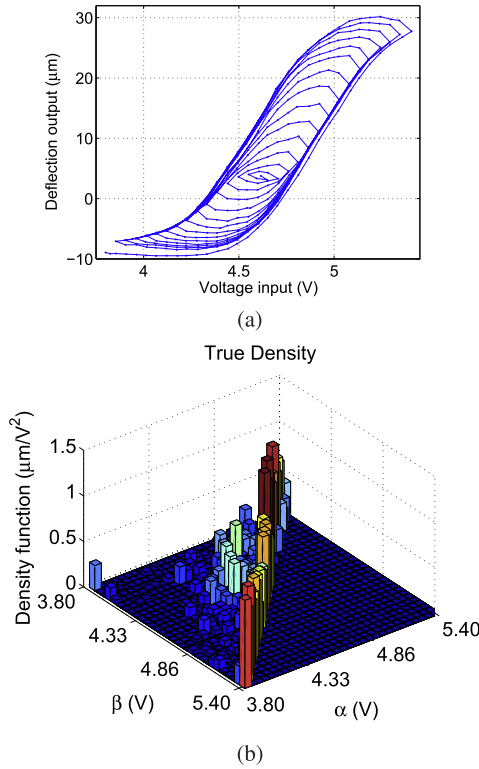 30
20
10
0
−10
Deflection output (μm)
4
4.5
5
Voltage input (V)
(a)
True Density
Density function (μm/V²)
1.5
1
0.5
0
3.80
4.33
4.86
5.40
β (V)
3.80
4.33
4.86
5.40
α (V)
(b)